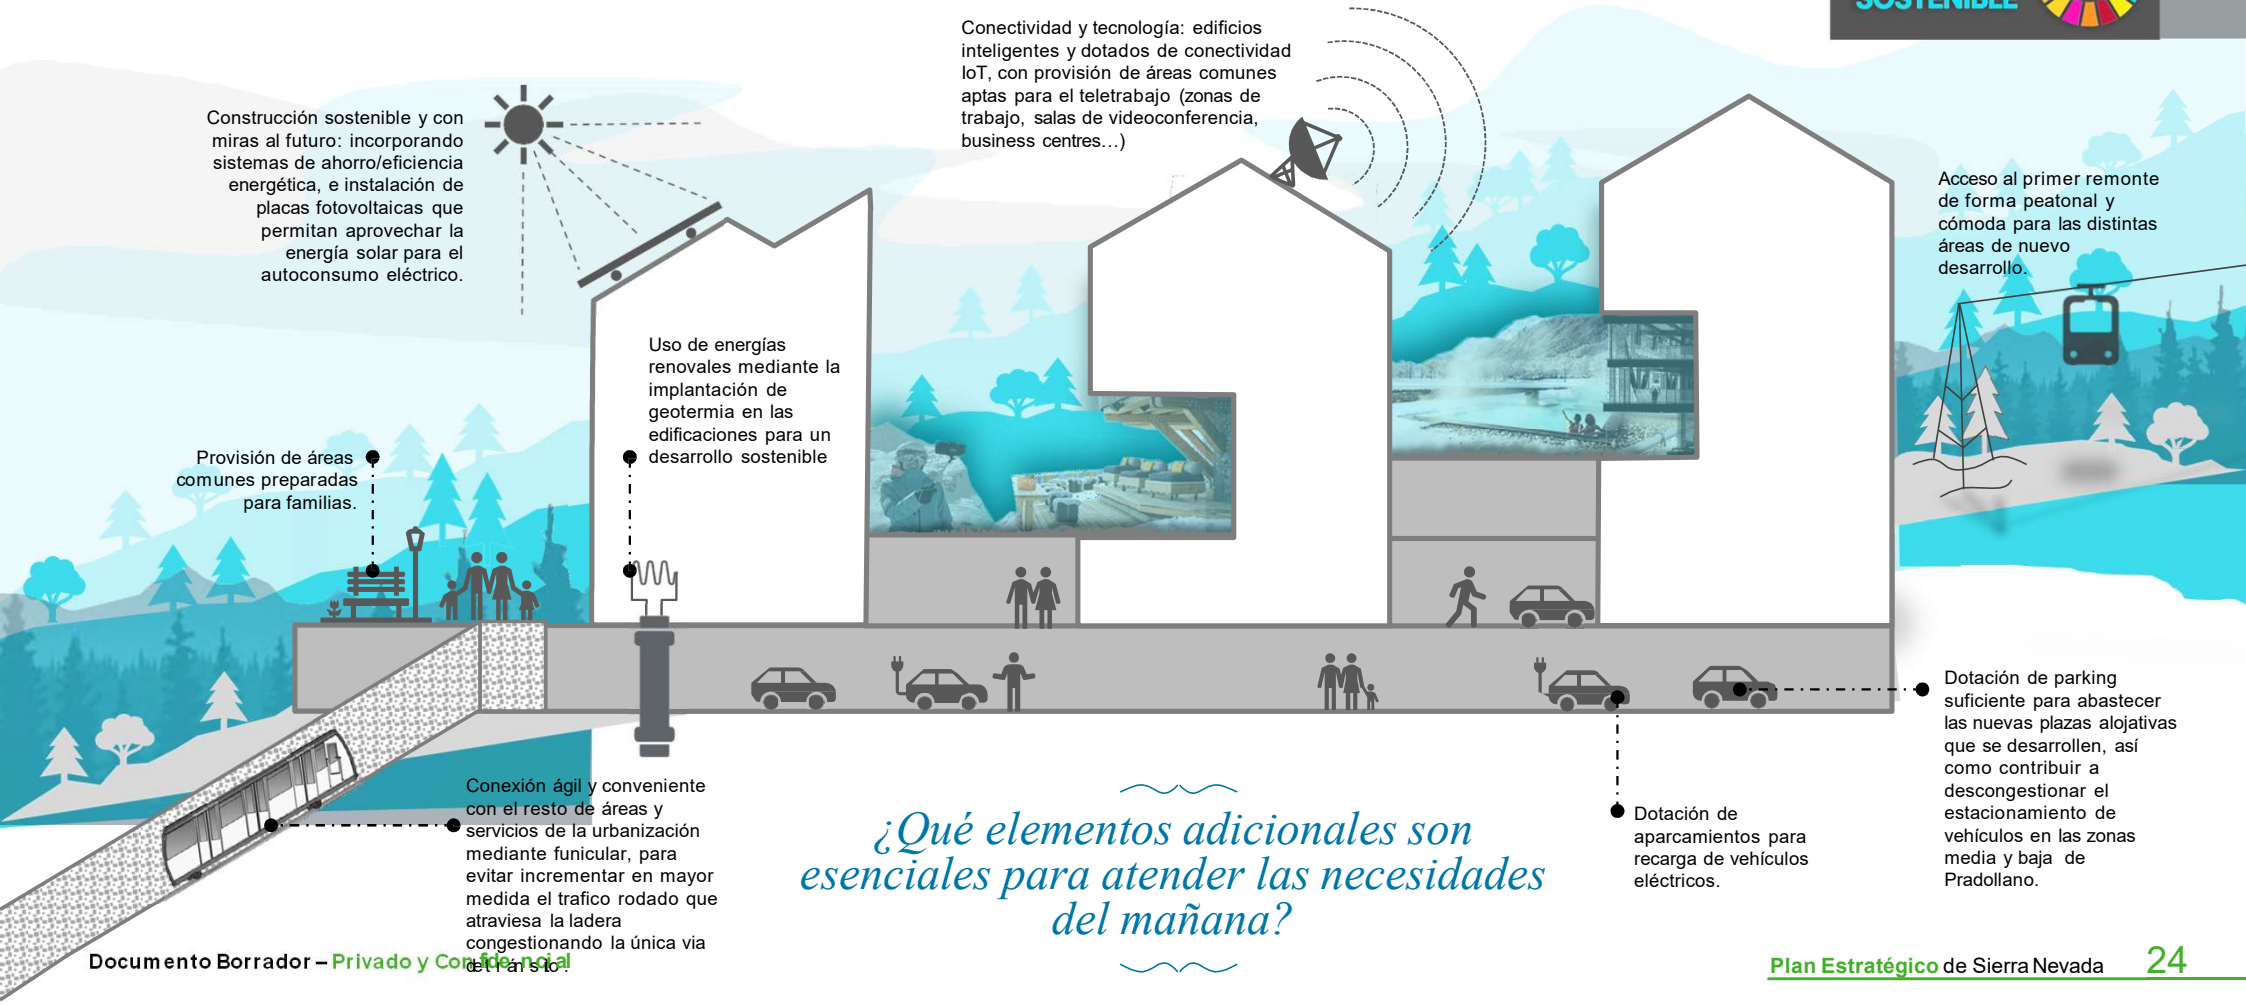 SOSTENIBLE
Conectividad y tecnología: edificios
inteligentes y dotados de conectividad
IoT, con provisión de áreas comunes
aptas para el teletrabajo (zonas de
trabajo, salas de videoconferencia,
business centres…)
Construcción sostenible y con
miras al futuro: incorporando
sistemas de ahorro/eficiencia
energética, e instalación de
placas fotovoltaicas que
permitan aprovechar la
energía solar para el
autoconsumo eléctrico.
Acceso al primer remonte
de forma peatonal y
cómoda para las distintas
áreas de nuevo
desarrollo.
Uso de energías
renovales mediante la
implantación de
geotermia en las
edificaciones para un
desarrollo sostenible
Provisión de áreas
comunes preparadas
para familias.
Dotación de parking
suficiente para abastecer
las nuevas plazas alojativas
que se desarrollen, así
como contribuir a
descongestionar el
estacionamiento de
vehículos en las zonas
media y baja de
Pradollano.
Conexión ágil y conveniente
con el resto de áreas y
servicios de la urbanización
mediante funicular, para
evitar incrementar en mayor
medida el trafico rodado que
atraviesa la ladera
congestionando la única via
de tránsito.
Dotación de
aparcamientos para
recarga de vehículos
eléctricos.
¿Qué elementos adicionales son
esenciales para atender las necesidades
del mañana?
Documento Borrador – Privado y Confidencial
Plan Estratégico de Sierra Nevada 24